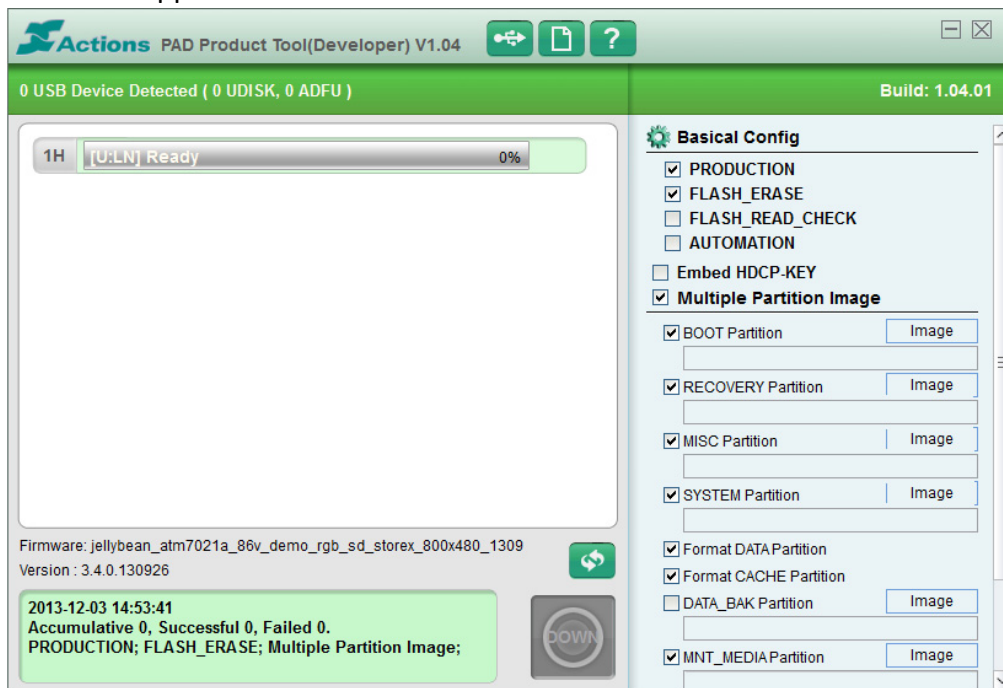 Actions PAD Product Tool(Developer) V1.04
0 USB Device Detected ( 0 UDISK, 0 ADFU )
Build: 1.04.01
1H [U:LN] Ready 0%
Firmware: jellybean_atm7021a_86v_demo_rgb_sd_storex_800x480_1309
Version : 3.4.0.130926
2013-12-03 14:53:41
Accumulative 0, Successful 0, Failed 0.
PRODUCTION; FLASH_ERASE; Multiple Partition Image;
DOWN
Basical Config
PRODUCTION
FLASH_ERASE
FLASH_READ_CHECK
AUTOMATION
Embed HDCP-KEY
Multiple Partition Image
BOOT Partition Image
RECOVERY Partition Image
MISC Partition Image
SYSTEM Partition Image
Format DATA Partition
Format CACHE Partition
DATA_BAK Partition Image
MNT_MEDIA Partition Image